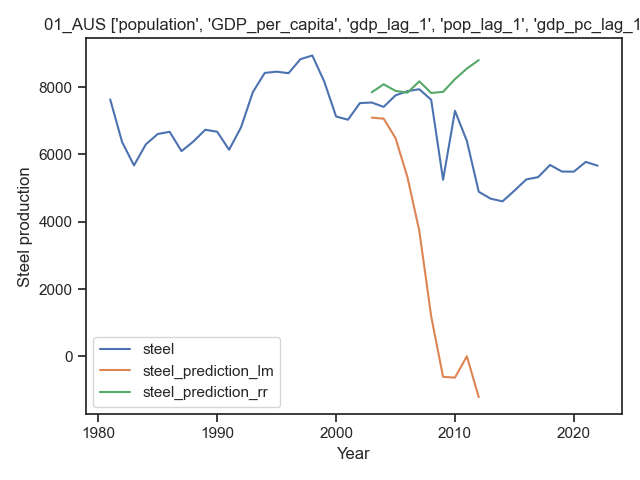 01_AUS ['population', 'GDP_per_capita', 'gdp_lag_1', 'pop_lag_1', 'gdp_pc_lag_1
8000
6000
4000
2000
0
Steel production
steel
steel_prediction_lm
steel_prediction_rr
1980
1990
2000
2010
2020
Year